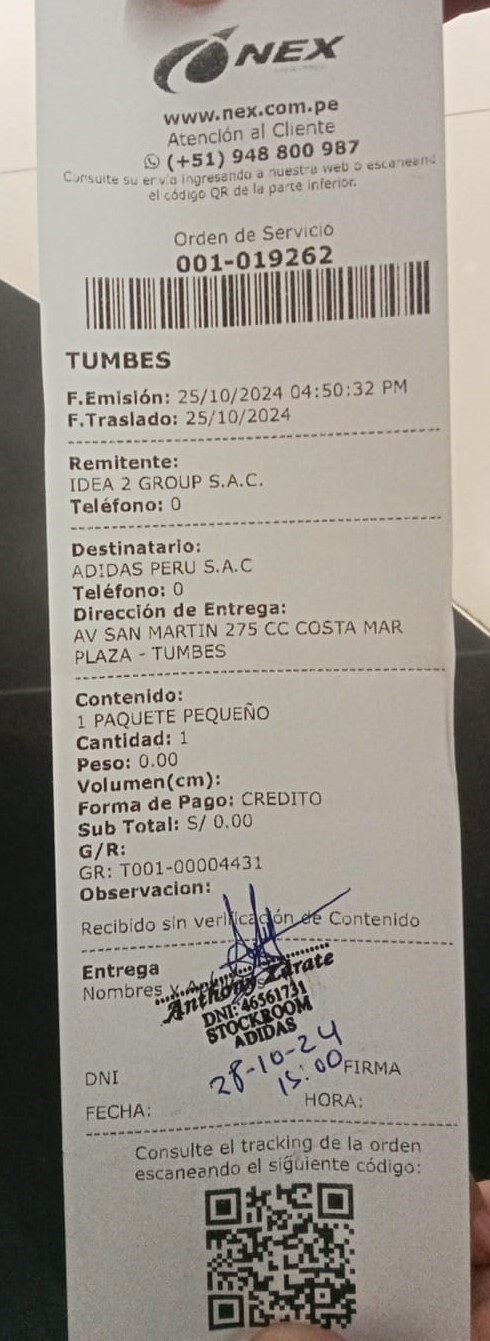 NEX
www.nex.com.pe
Atención al Cliente
(+51) 948 800 987
Consulte su envío ingresando a nuestra web o escaneand
el código QR de la parte inferior.
Orden de Servicio
001-019262
TUMBES
F.Emisión: 25/10/2024 04:50:32 PM
F.Traslado: 25/10/2024
Remitente:
IDEA 2 GROUP S.A.C.
Teléfono: 0
Destinatario:
ADIDAS PERU S.A.C
Teléfono: 0
Dirección de Entrega:
AV SAN MARTIN 275 CC COSTA MAR
PLAZA - TUMBES
Contenido:
1 PAQUETE PEQUEÑO
Cantidad: 1
Peso: 0.00
Volumen(cm):
Forma de Pago: CREDITO
Sub Total: S/ 0.00
G/R:
GR: T001-00004431
Observacion:
Recibido sin verificación de Contenido
Entrega
Nombres y
Anthony Zárate
DNI: 46561731
STOCKROOM
ADIDAS
28-10-24
15:00
DNI
FIRMA
FECHA:
HORA:
Consulte el tracking de la orden
escaneando el siguiente código: